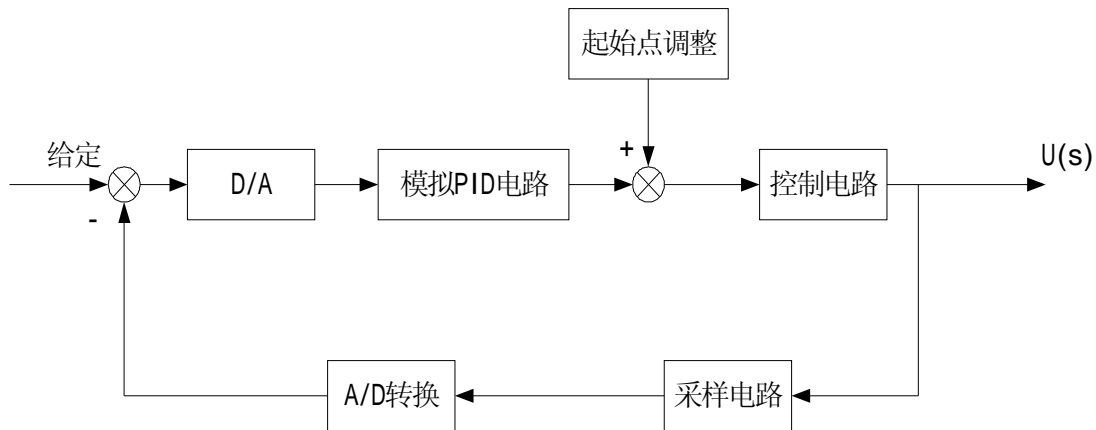 起始点调整
给定
+
U(s)
D/A
模拟PID电路
控制电路
-
A/D转换
采样电路